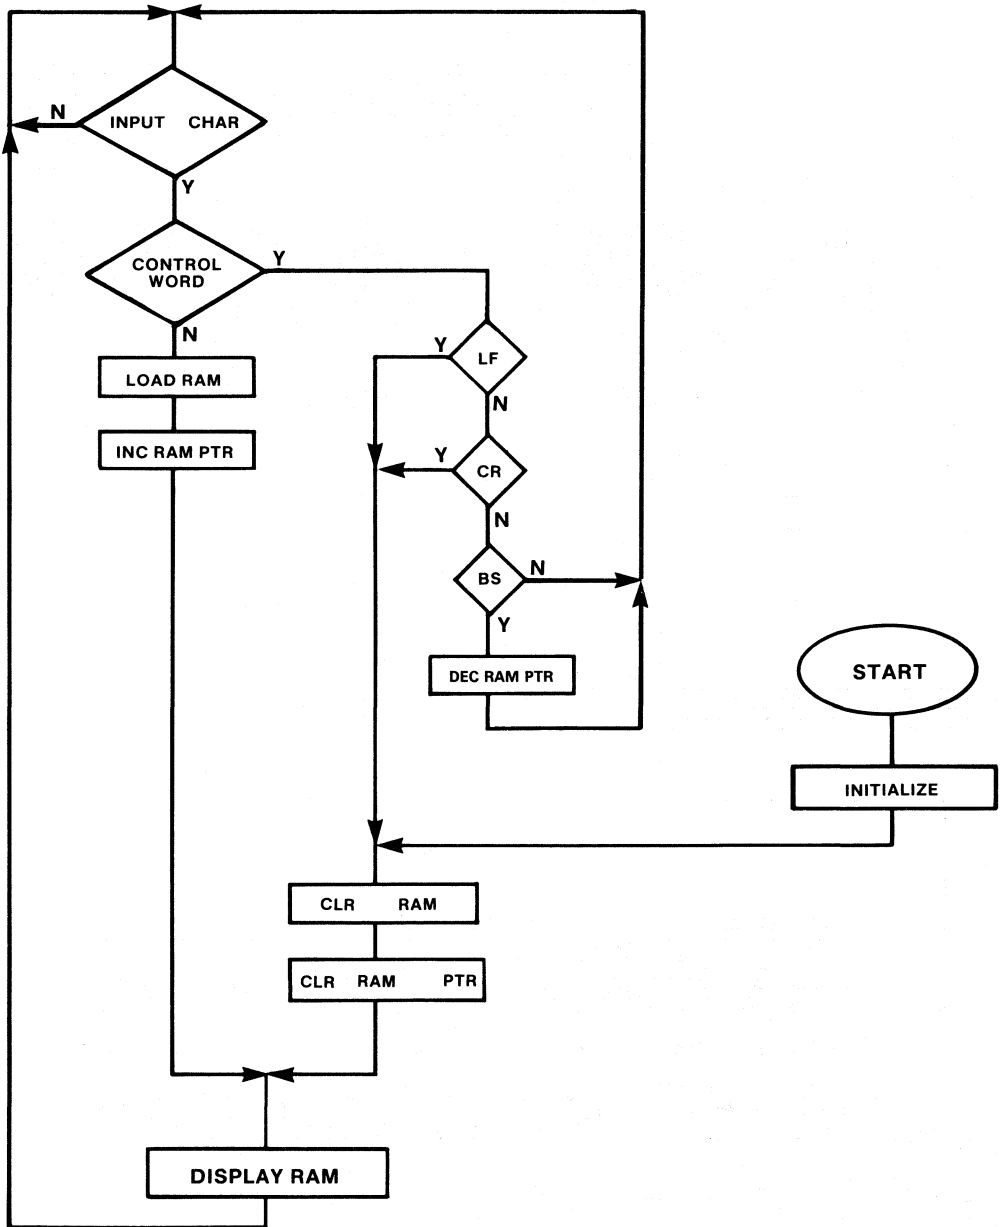 N
INPUT CHAR
Y
CONTROL
WORD
Y
N
LOAD RAM
INC RAM PTR
Y
LF
N
Y
CR
N
BS
N
Y
DEC RAM PTR
START
INITIALIZE
CLR RAM
CLR RAM PTR
DISPLAY RAM